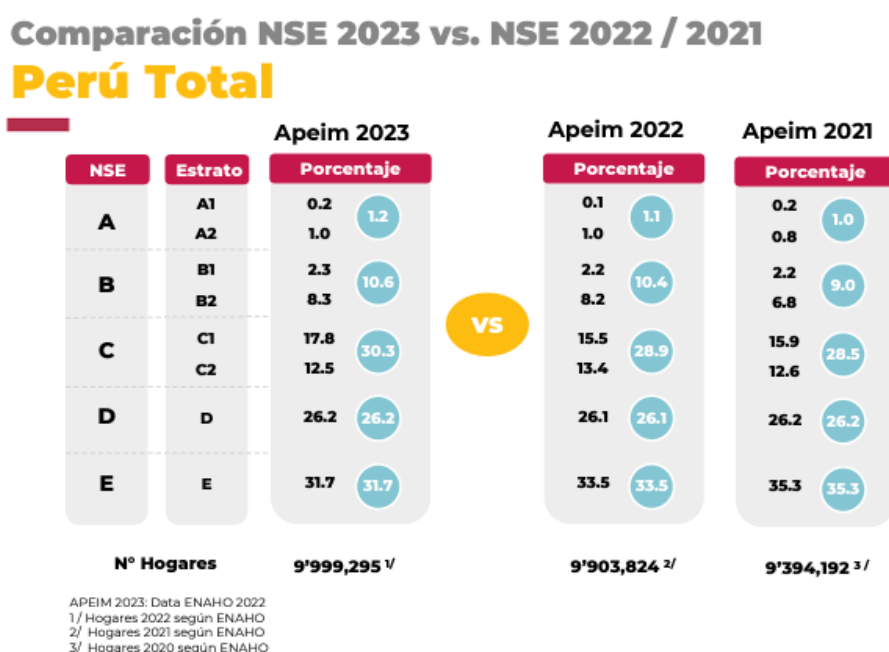 Comparación NSE 2023 vs. NSE 2022 / 2021
Perú Total
Apeim 2023 Apeim 2022 Apeim 2021
NSE Estrato Porcentaje Porcentaje Porcentaje
A1 0.2 0.1 0.2
A 1.2 1.1 1.0
A2 1.0 1.0 0.8
B1 2.3 2.2 2.2
B 10.6 10.4 9.0
B2 8.3 8.2 6.8
C1 17.8 15.5 15.9
C 30.3 vs 28.9 28.5
C2 12.5 13.4 12.6
D D 26.2 26.2 26.1 26.1 26.2 26.2
E E 31.7 31.7 33.5 33.5 35.3 35.3
N° Hogares 9’999,295 1/ 9’903,824 2/ 9’394,192 3 /
APEIM 2023: Data ENAHO 2022
1 / Hogares 2022 según ENAHO
2/ Hogares 2021 según ENAHO
3/ Hogares 2020 según ENAHO